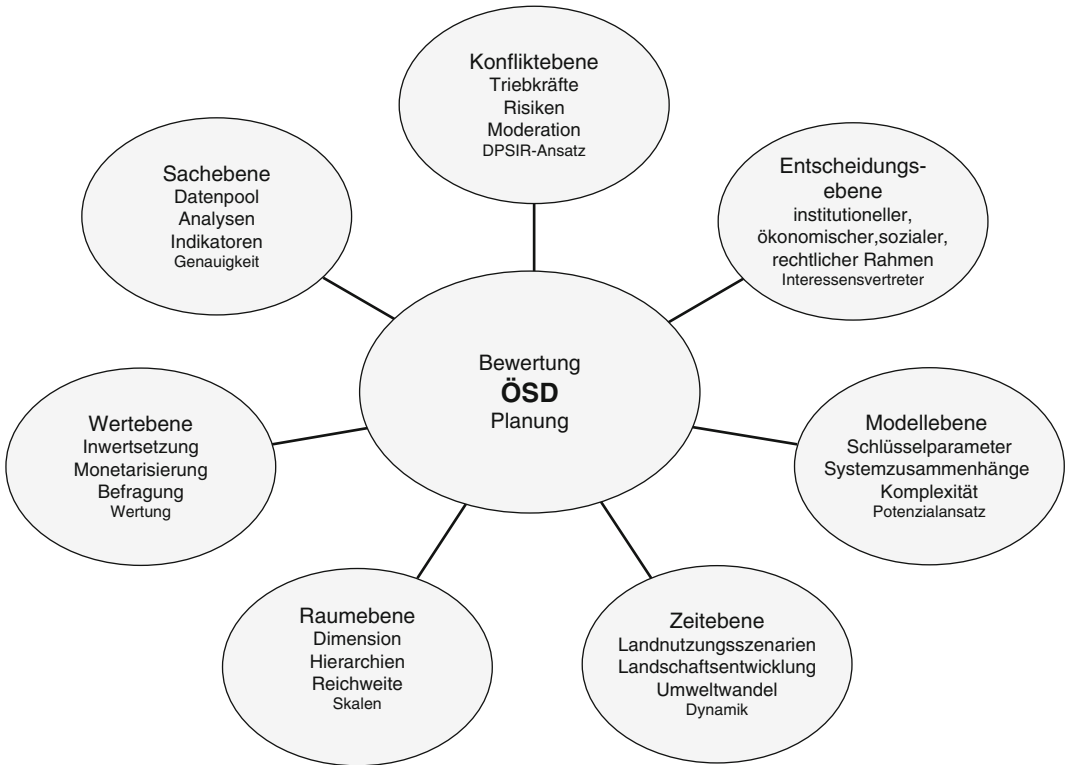 Konfliktebene
Triebkräfte
Risiken
Moderation
DPSIR-Ansatz
Entscheidungs-
ebene
institutioneller,
ökonomischer,sozialer,
rechtlicher Rahmen
Interessensvertreter
Modellebene
Schlüsselparameter
Systemzusammenhänge
Komplexität
Potenzialansatz
Zeitebene
Landnutzungsszenarien
Landschaftsentwicklung
Umweltwandel
Dynamik
Raumebene
Dimension
Hierarchien
Reichweite
Skalen
Wertebene
Inwertsetzung
Monetarisierung
Befragung
Wertung
Sachebene
Datenpool
Analysen
Indikatoren
Genauigkeit
Bewertung
ÖSD
Planung